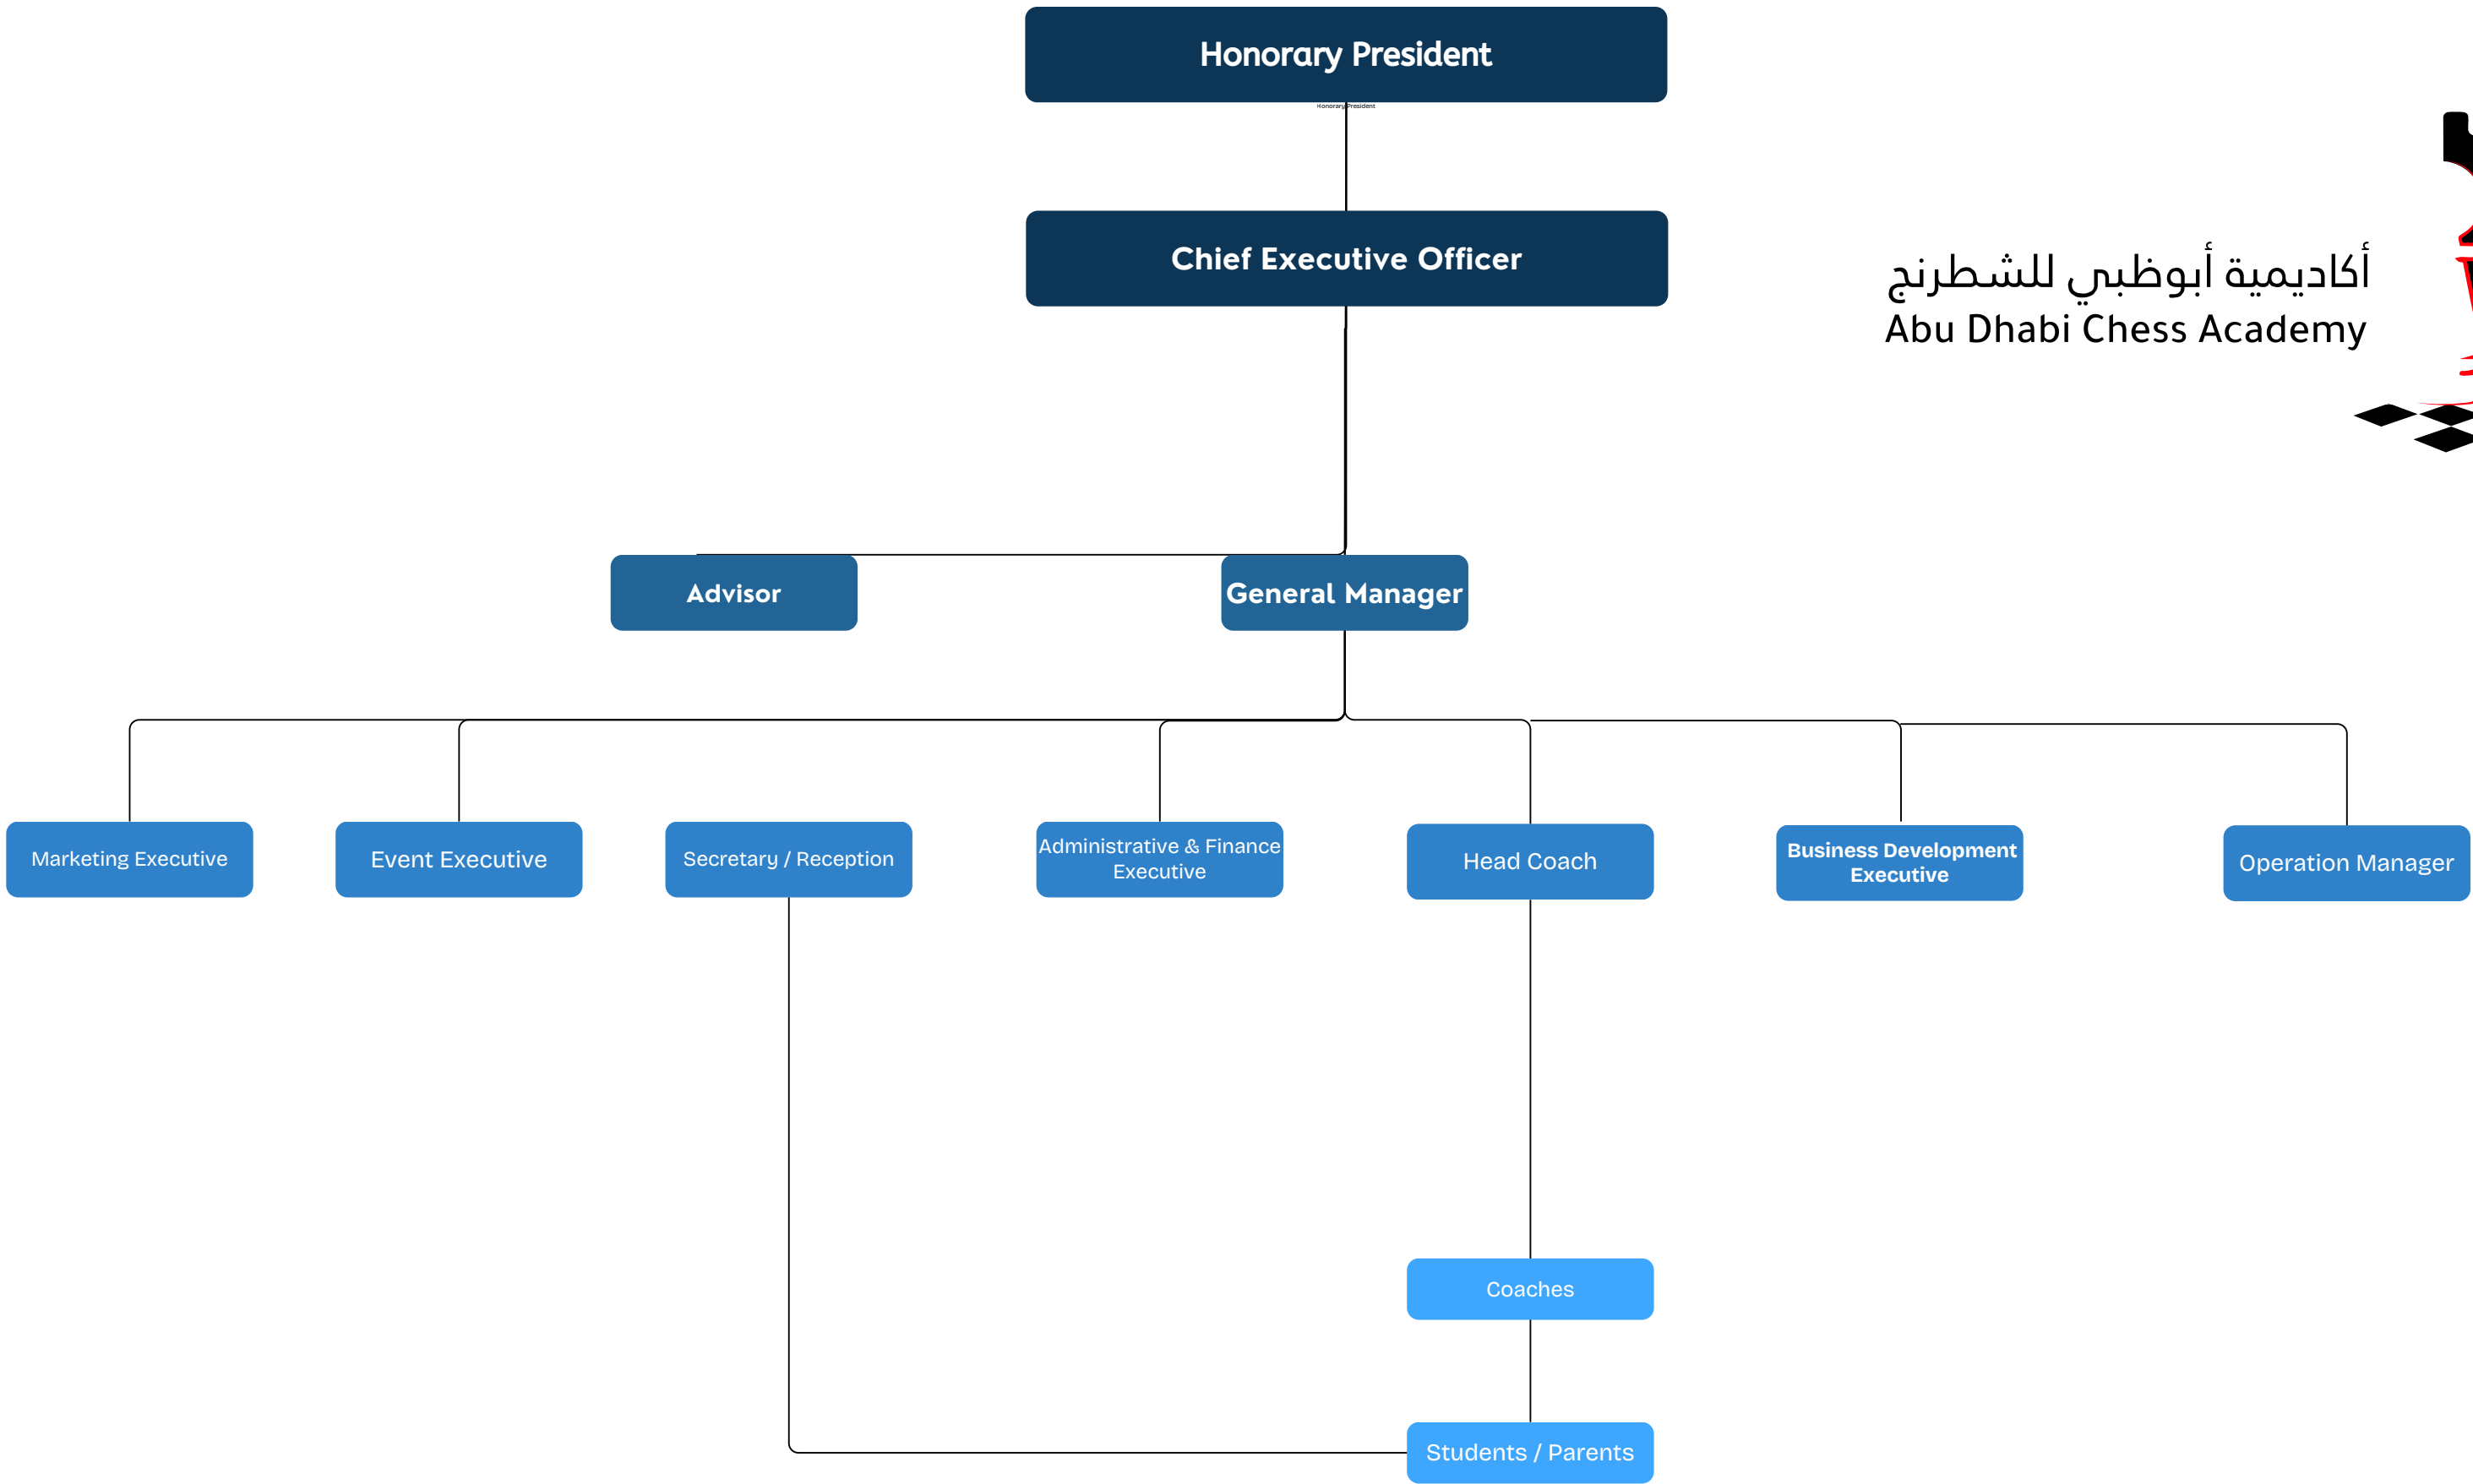 Honorary President
Honorary President
Chief Executive Officer
أكاديمية أبوظبي للشطرنج
Abu Dhabi Chess Academy
Advisor
General Manager
Marketing Executive
Event Executive
Secretary / Reception
Administrative & Finance
Executive
Head Coach
Business Development
Executive
Operation Manager
Coaches
Students / Parents